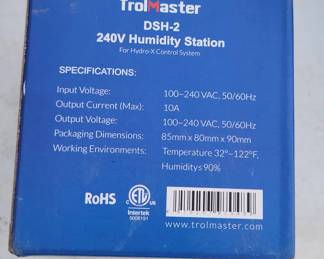 TrolMaster
DSH-2
240V Humidity Station
For Hydro-X Control System
SPECIFICATIONS:
Input Voltage: 100~240 VAC, 50/60Hz
Output Current (Max): 10A
Output Voltage: 100~240 VAC, 50/60Hz
Packaging Dimensions: 85mm x 80mm x 90mm
Working Environments: Temperature 32°~122°F,
Humidity≤90%
RoHS
ETL
Intertek
5008191
www.trolmaster.com